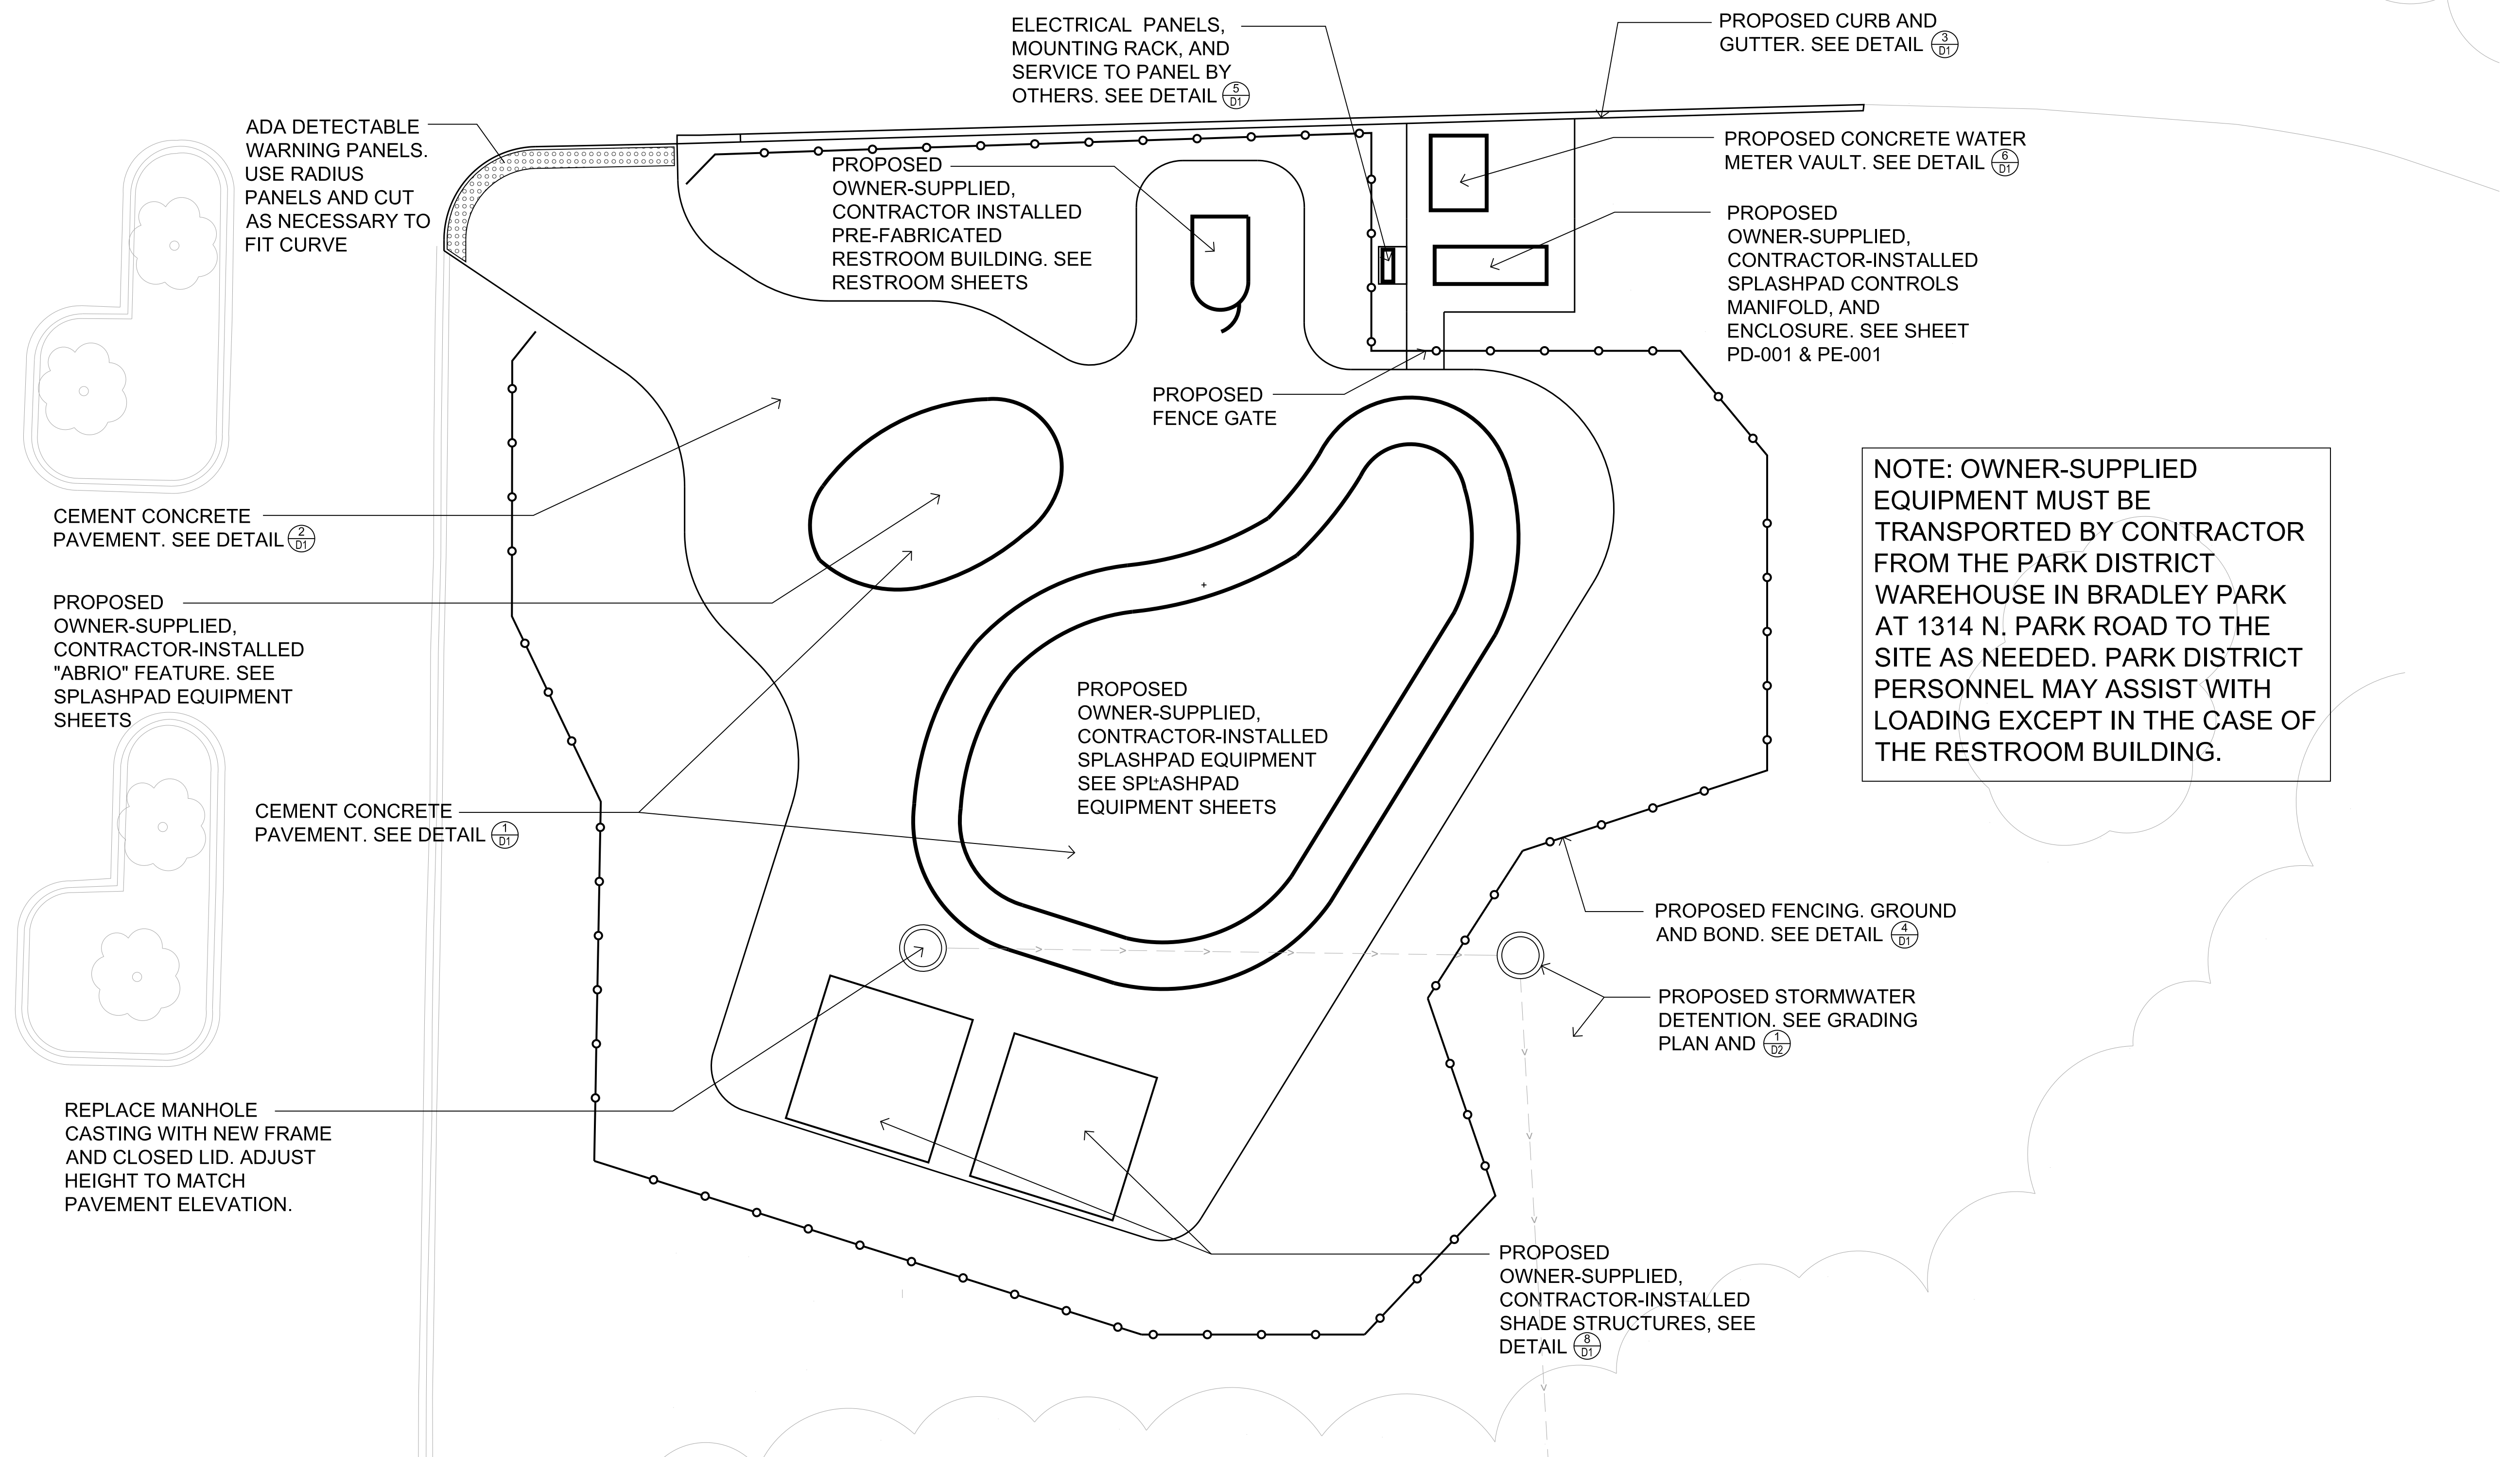 ELECTRICAL PANELS,
MOUNTING RACK, AND
SERVICE TO PANEL BY
OTHERS. SEE DETAIL 5
D1
PROPOSED CURB AND
GUTTER. SEE DETAIL 3
D1
ADA DETECTABLE
WARNING PANELS.
USE RADIUS
PANELS AND CUT
AS NECESSARY TO
FIT CURVE
PROPOSED
OWNER-SUPPLIED,
CONTRACTOR INSTALLED
PRE-FABRICATED
RESTROOM BUILDING. SEE
RESTROOM SHEETS
PROPOSED CONCRETE WATER
METER VAULT. SEE DETAIL 6
D1
PROPOSED
OWNER-SUPPLIED,
CONTRACTOR-INSTALLED
SPLASHPAD CONTROLS
MANIFOLD, AND
ENCLOSURE. SEE SHEET
PD-001 & PE-001
PROPOSED
FENCE GATE
NOTE: OWNER-SUPPLIED
EQUIPMENT MUST BE
TRANSPORTED BY CONTRACTOR
FROM THE PARK DISTRICT
WAREHOUSE IN BRADLEY PARK
AT 1314 N. PARK ROAD TO THE
SITE AS NEEDED. PARK DISTRICT
PERSONNEL MAY ASSIST WITH
LOADING EXCEPT IN THE CASE OF
THE RESTROOM BUILDING.
CEMENT CONCRETE
PAVEMENT. SEE DETAIL 2
D1
PROPOSED
OWNER-SUPPLIED,
CONTRACTOR-INSTALLED
"ABRIO" FEATURE. SEE
SPLASHPAD EQUIPMENT
SHEETS
PROPOSED
OWNER-SUPPLIED,
CONTRACTOR-INSTALLED
SPLASHPAD EQUIPMENT
SEE SPLASHPAD
EQUIPMENT SHEETS
CEMENT CONCRETE
PAVEMENT. SEE DETAIL 1
D1
PROPOSED FENCING. GROUND
AND BOND. SEE DETAIL 4
D1
PROPOSED STORMWATER
DETENTION. SEE GRADING
PLAN AND 1
D2
REPLACE MANHOLE
CASTING WITH NEW FRAME
AND CLOSED LID. ADJUST
HEIGHT TO MATCH
PAVEMENT ELEVATION.
PROPOSED
OWNER-SUPPLIED,
CONTRACTOR-INSTALLED
SHADE STRUCTURES, SEE
DETAIL 8
D1